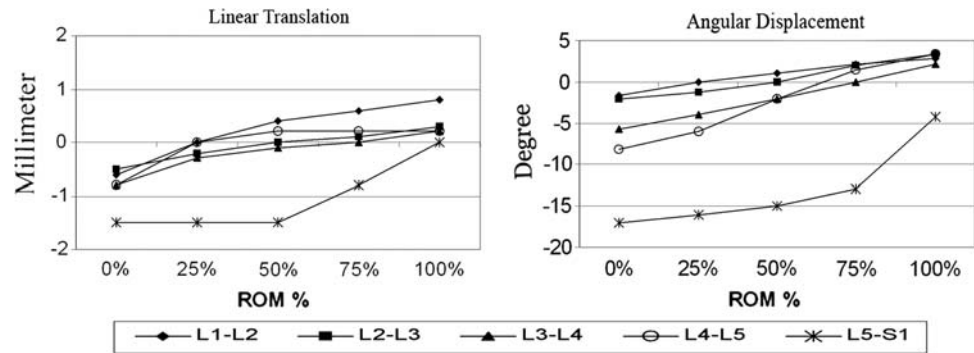 Linear Translation
Millimeter
2
1
0
-1
-2
0% 25% 50% 75% 100%
ROM %
Angular Displacement
Degree
5
0
-5
-10
-15
-20
0% 25% 50% 75% 100%
ROM %
L1-L2 L2-L3 L3-L4 L4-L5 L5-S1